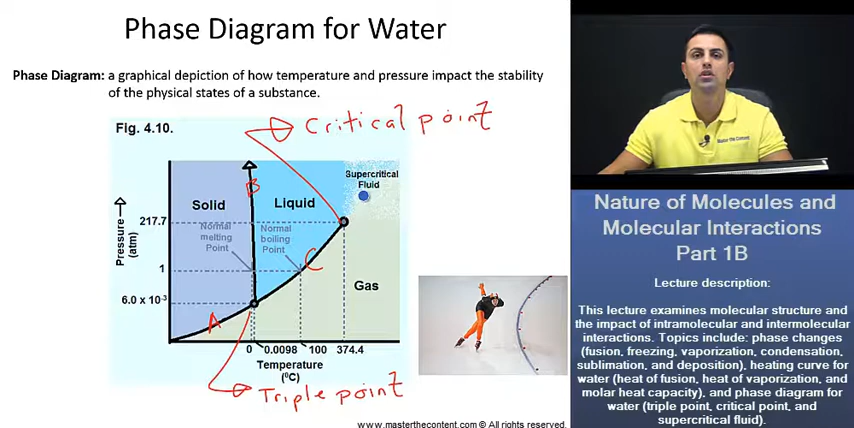 Phase Diagram for Water
Phase Diagram: a graphical depiction of how temperature and pressure impact the stability
of the physical states of a substance.
Fig. 4.10.
Critical point
Supercritical
Fluid
B
Solid
Liquid
217.7
Normal
melting
Point
Normal
boiling
Point
C
Pressure
(atm)
1
Gas
6.0 x 10-3
A
0 0.0098 100 374.4
Temperature
(0C)
Triple point
www.masterthecontent.com © All rights reserved.
Master the Content
Nature of Molecules and
Molecular Interactions
Part 1B
Lecture description:
This lecture examines molecular structure and
the impact of intramolecular and intermolecular
interactions. Topics include: phase changes
(fusion, freezing, vaporization, condensation,
sublimation, and deposition), heating curve for
water (heat of fusion, heat of vaporization, and
molar heat capacity), and phase diagram for
water (triple point, critical point, and
supercritical fluid).